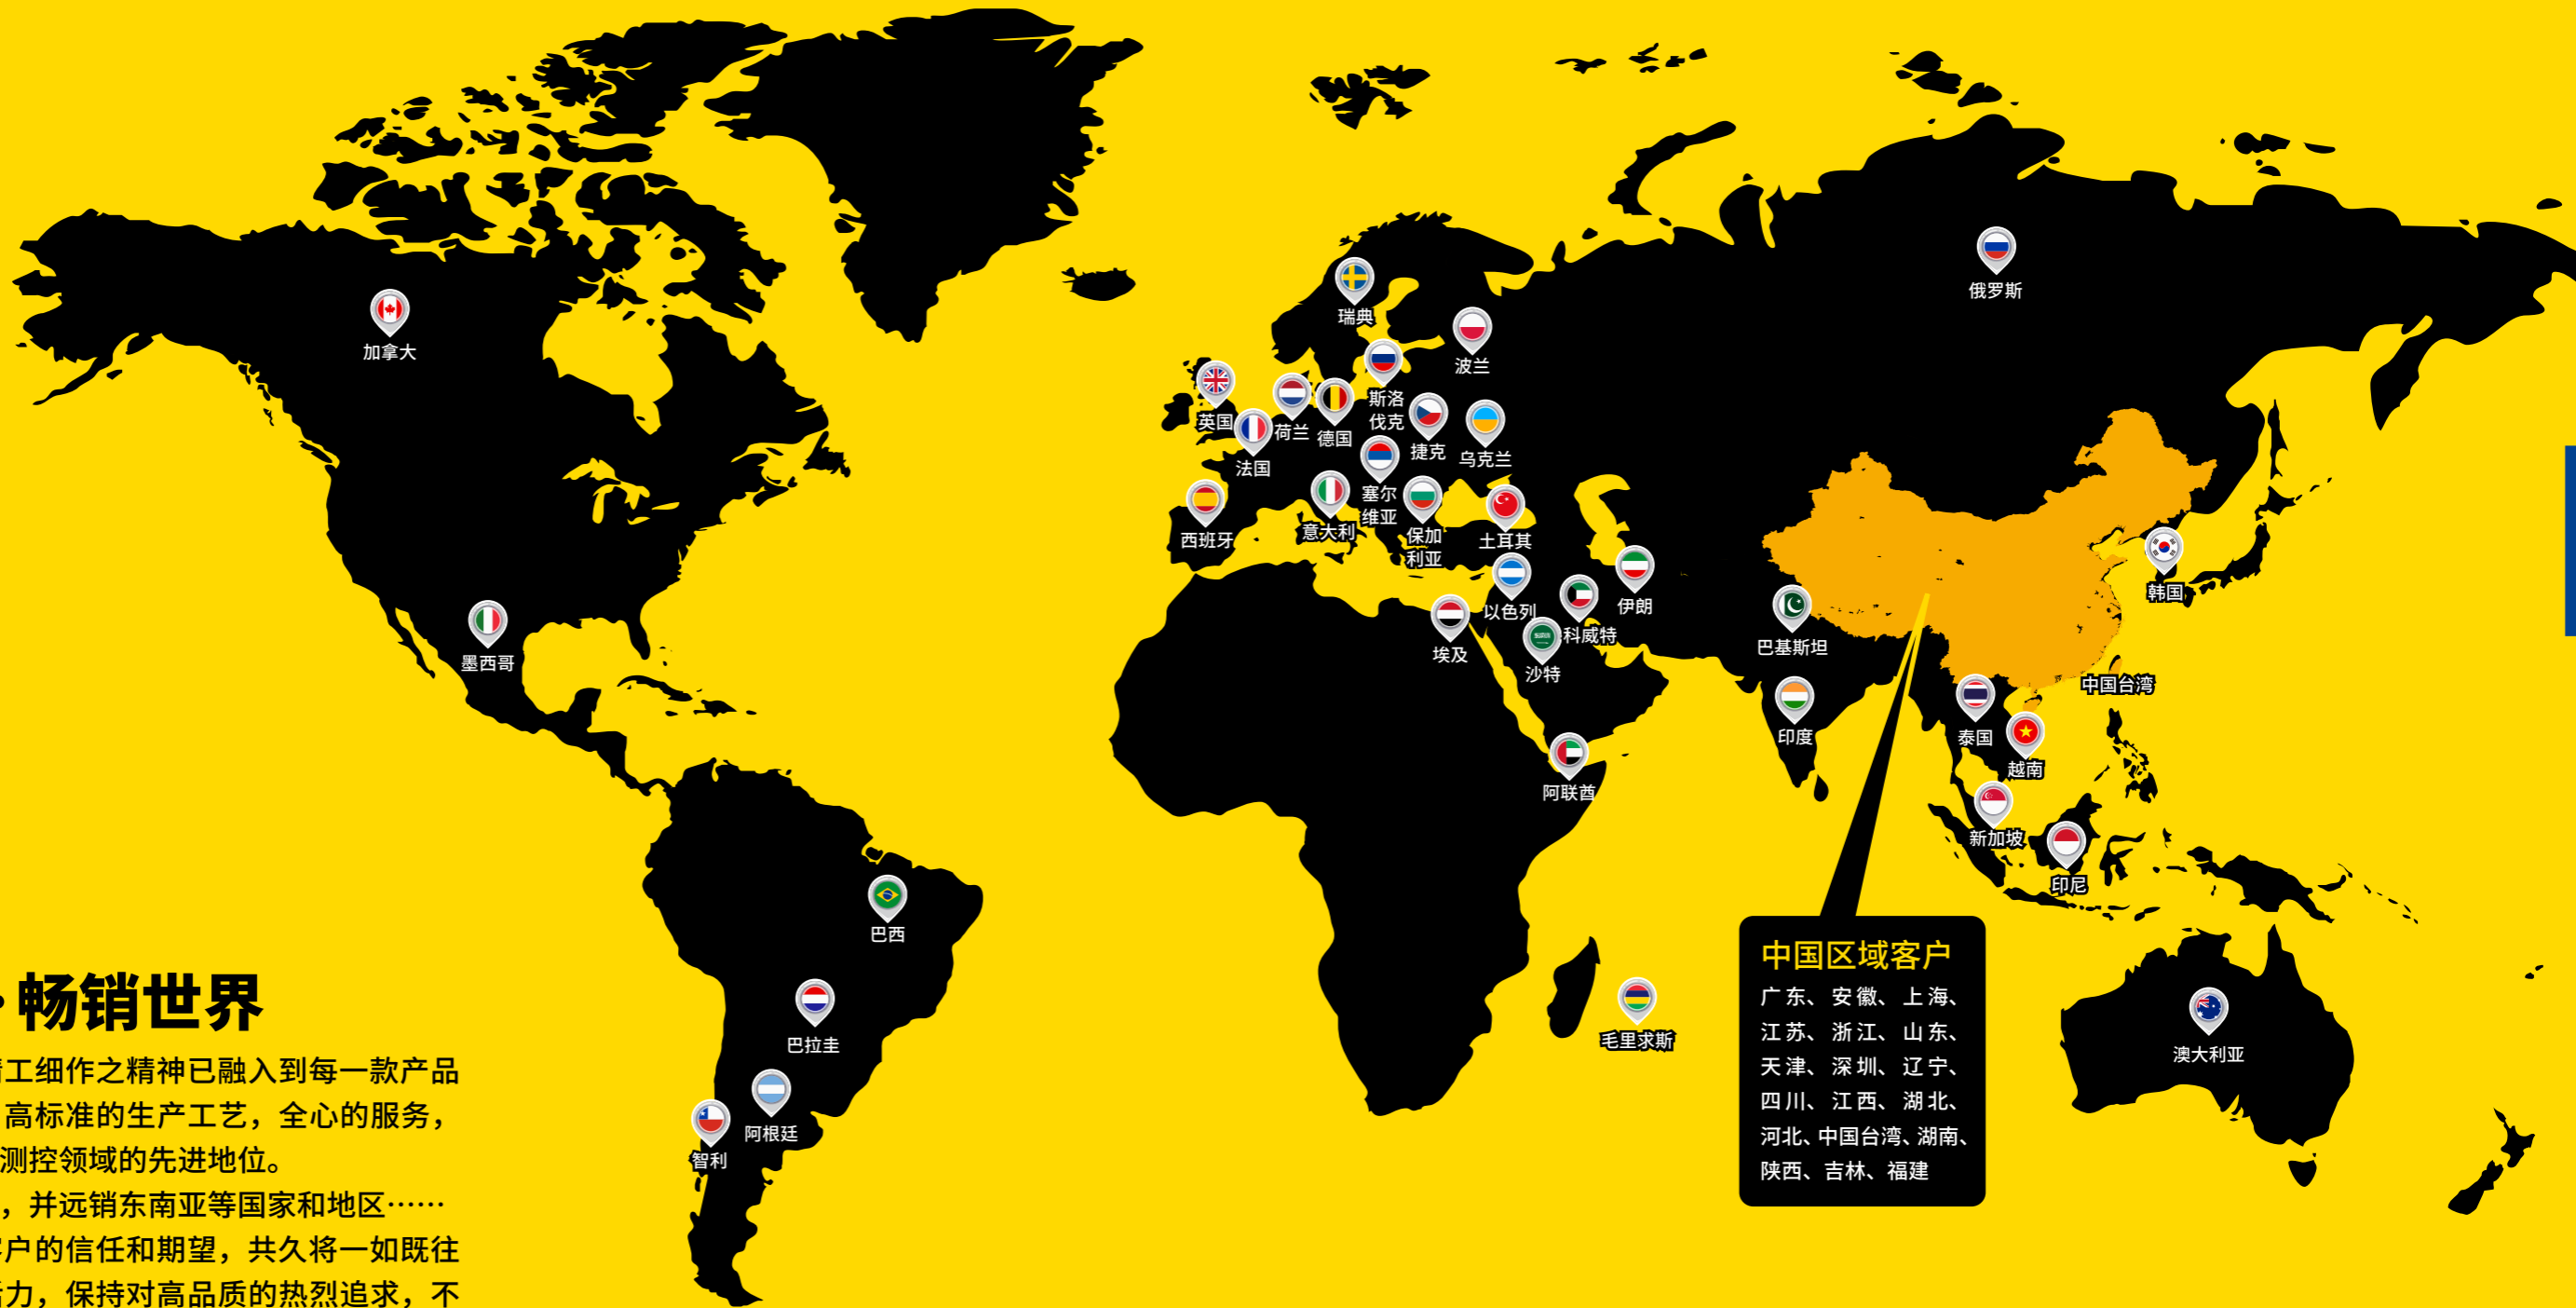 俄罗斯
瑞典
加拿大
波兰
斯洛
伐克
英国
荷兰
德国
捷克
乌克兰
法国
塞尔
维亚
西班牙
意大利
保加
利亚
土耳其
韩国
以色列
伊朗
科威特
埃及
沙特
巴基斯坦
墨西哥
中国台湾
印度
泰国
越南
阿联酋
新加坡
印尼
巴西
巴拉圭
毛里求斯
澳大利亚
阿根廷
智利
中国区域客户
广东、安徽、上海、
江苏、浙江、山东、
天津、深圳、辽宁、
四川、江西、湖北、
河北、中国台湾、湖南、
陕西、吉林、福建
·畅销世界
精工细作之精神已融入到每一款产品
高标准的生产工艺，全心的服务，
测控领域的先进地位。
，并远销东南亚等国家和地区……
客户的信任和期望，共久将一如既往
活力，保持对高品质的热烈追求，不